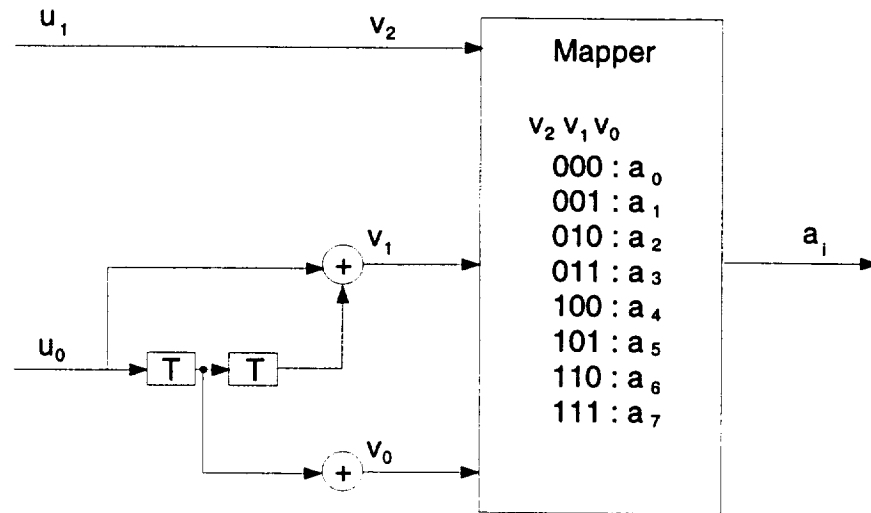 u₁
v₂
Mapper
v₂ v₁ v₀
000 : a₀
001 : a₁
010 : a₂
011 : a₃
100 : a₄
101 : a₅
110 : a₆
111 : a₇
v₁
+
aᵢ
u₀
T
T
v₀
+